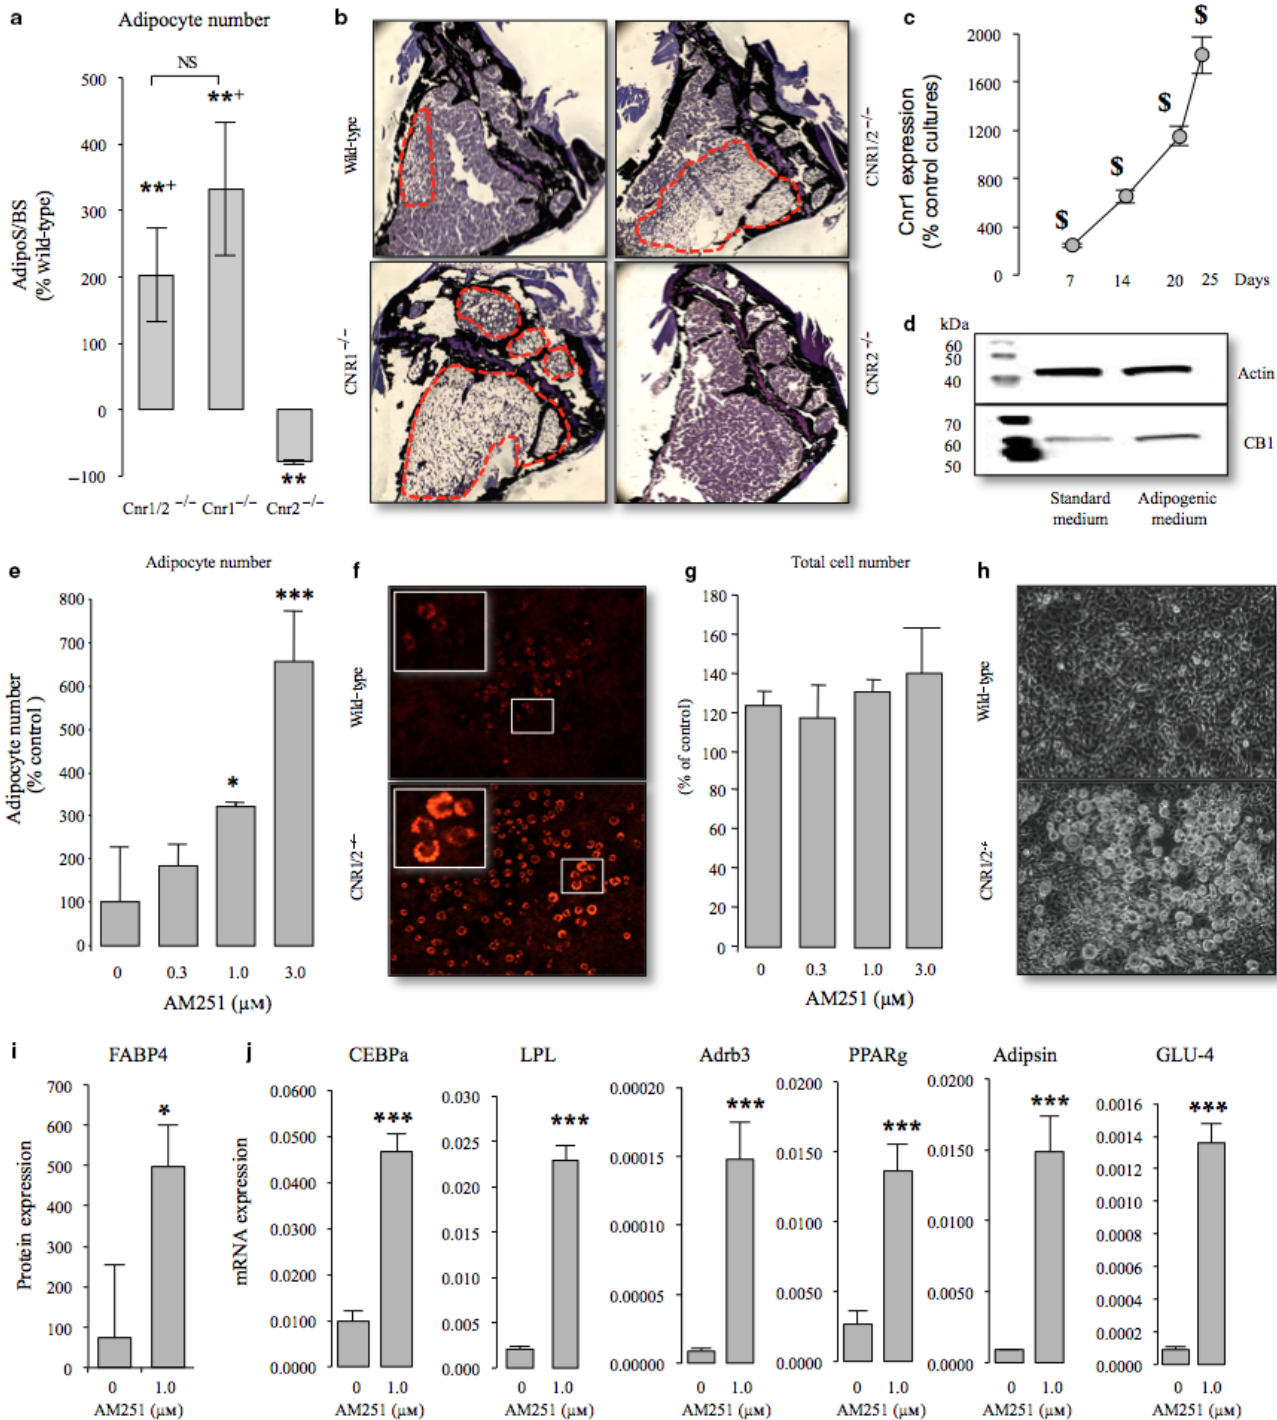 a
Adipocyte number
AdipoS/BS
(% wild-type)
500
400
300
200
100
0
−100
NS
**+
**+
**
Cnr1/2 −/−
Cnr1−/−
Cnr2 −/−
b
Wild-type
CNR1/2−/−
CNR1 −/−
CNR2 −/−
c
Cnr1 expression
(% control cultures)
2000
1600
1200
800
400
0
$
$
$
$
7
14
20
25
Days
d
kDa
60
50
40
Actin
70
60
50
CB1
Standard
medium
Adipogenic
medium
e
Adipocyte number
Adipocyte number
(% control )
800
700
600
500
400
300
200
100
0
*
***
0
0.3
1.0
3.0
AM251 (µM)
f
Wild-type
CNR1/2−/−
g
Total cell number
(% of control)
180
160
140
120
100
80
60
40
20
0
0
0.3
1.0
3.0
AM251 (µM)
h
Wild-type
i
FABP4
Protein expression
700
600
500
400
300
200
100
0
*
0
1.0
AM251 (µM)
j
mRNA expression
CEBPa
0.0600
0.0500
0.0400
0.0300
0.0200
0.0100
0.0000
***
0
1.0
AM251 (µM)
LPL
0.030
0.025
0.020
0.015
0.010
0.005
0.000
***
0
1.0
AM251 (µM)
Adrb3
0.00020
0.00015
0.00010
0.00005
0.00000
***
0
1.0
AM251 (µM)
PPARg
0.0200
0.0150
0.0100
0.0050
0.0000
***
0
1.0
AM251 (µM)
Adipsin
0.0200
0.0150
0.0100
0.0050
0.0000
***
0
1.0
AM251 (µM)
GLU-4
0.0016
0.0014
0.0012
0.0010
0.0008
0.0006
0.0004
0.0002
0.0000
***
0
1.0
AM251 (µM)